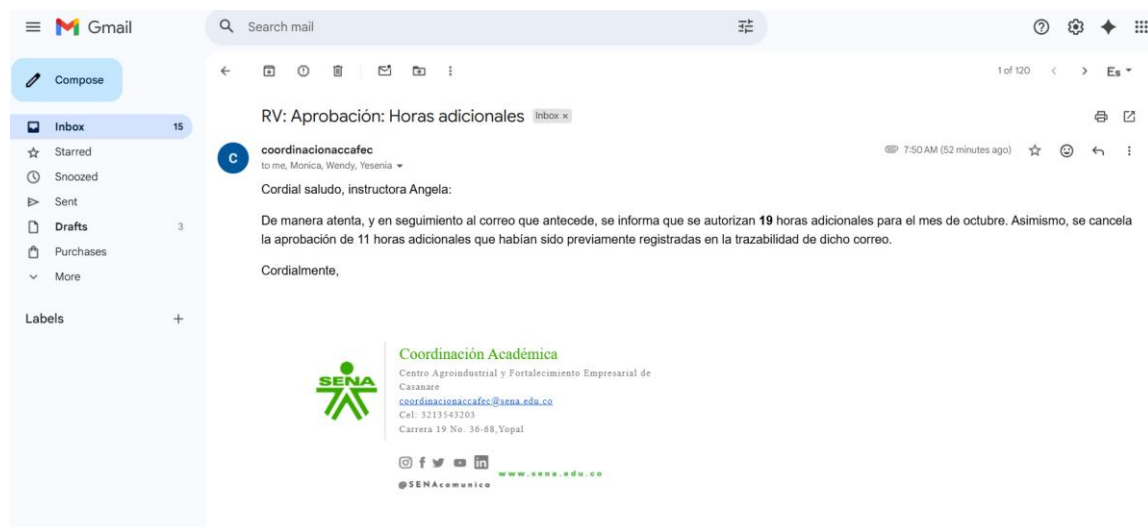 Gmail
Search mail
Compose
1 of 120
Es
RV: Aprobación: Horas adicionales Inbox x
Inbox 15
Starred
Snoozed
Sent
Drafts 3
Purchases
More
Labels
C
coordinacionaccafec
7:50 AM (52 minutes ago)
to me, Monica, Wendy, Yesenia
Cordial saludo, instructora Angela:
De manera atenta, y en seguimiento al correo que antecede, se informa que se autorizan 19 horas adicionales para el mes de octubre. Asimismo, se cancela
la aprobación de 11 horas adicionales que habían sido previamente registradas en la trazabilidad de dicho correo.
Cordialmente,
SENA
Coordinación Académica
Centro Agroindustrial y Fortalecimiento Empresarial de
Casanare
coordinacionaccafec@sena.edu.co
Cel: 3213543203
Carrera 19 No. 36-68,Yopal
www.sena.edu.co
@SENAcomunica